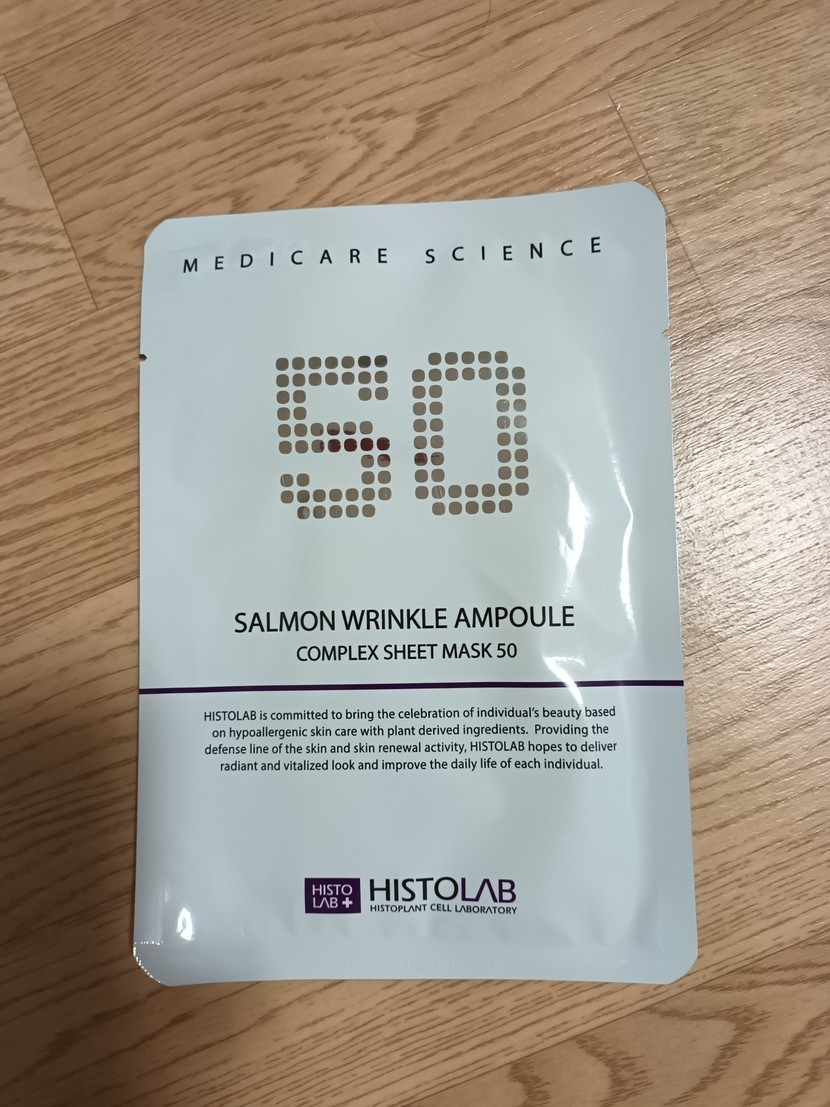 MEDICARE SCIENCE
50
SALMON WRINKLE AMPOULE
COMPLEX SHEET MASK 50
HISTOLAB is committed to bring the celebration of individual's beauty based
on hypoallergenic skin care with plant derived ingredients. Providing the
defense line of the skin and skin renewal activity, HISTOLAB hopes to deliver
radiant and vitalized look and improve the daily life of each individual.
HISTO
LAB+
HISTOLAB
HISTOPLANT CELL LABORATORY